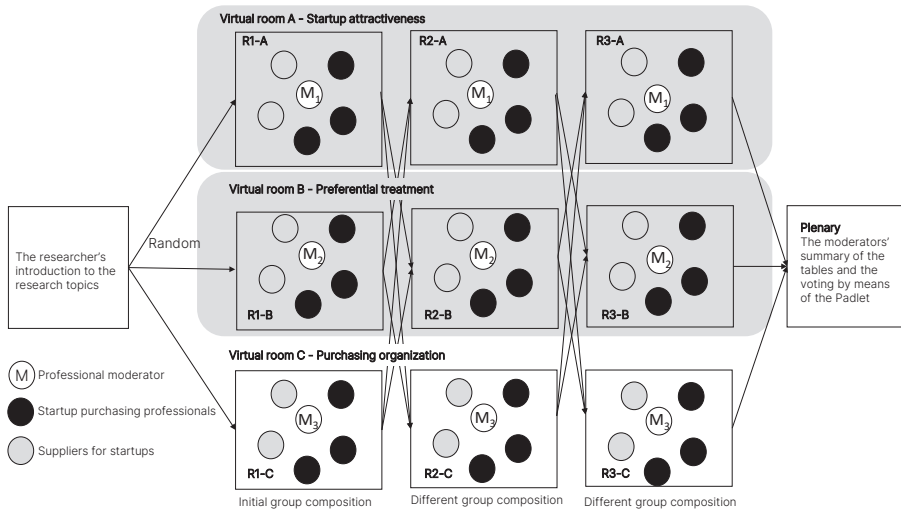 Virtual room A - Startup attractiveness
R1-A
R2-A
R3-A
M1
M1
M1
Virtual room B - Preferential treatment
The researcher's
introduction to the
research topics
Random
M2
M2
M2
R1-B
R2-B
R3-B
Plenary
The moderators'
summary of the
tables and the
voting by means
of the Padlet
Virtual room C - Purchasing organization
M Professional moderator
Startup purchasing professionals
Suppliers for startups
M3
M3
M3
R1-C
R2-C
R3-C
Initial group composition
Different group composition
Different group composition